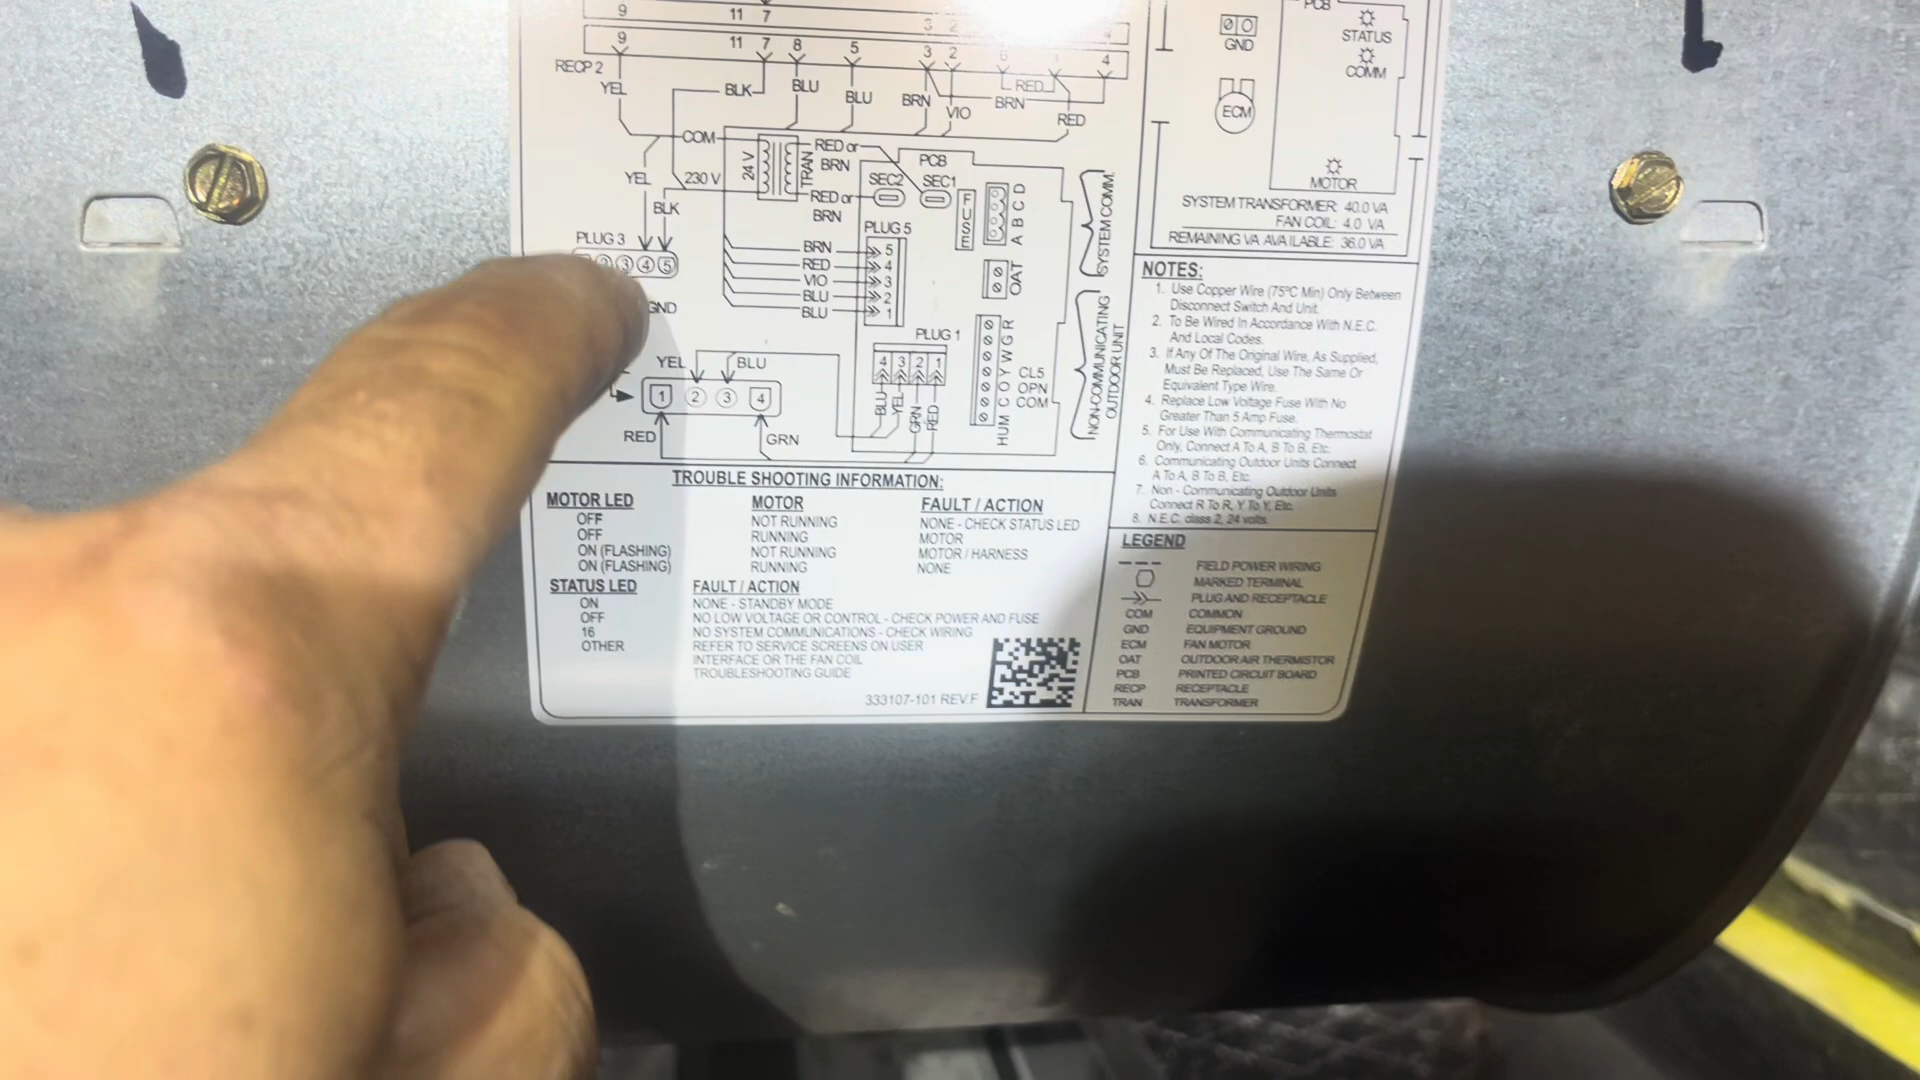 9 11 7 3 2 4
9 11 7 8 5 3 2 6 1 4
RECP 2
YEL BLK BLU BLU BRN VIO RED BRN RED
COM
24 V
TRAN
RED or
BRN
YEL
230 V
RED or
BRN
BLK
PCB
SEC2 SEC1
FUSE
A B C D
SYSTEM COMM.
PLUG 3
2 3 4 5
GND
PLUG 5
BRN 5
RED 4
VIO 3
BLU 2
BLU 1
OAT
PLUG 1
4 3 2 1
BLU YEL GRN RED
YEL BLU
1 2 3 4
RED GRN
HUM C O Y W G R
CL5
OPN
COM
NON-COMMUNICATING
OUTDOOR UNIT
TROUBLE SHOOTING INFORMATION:
MOTOR LED MOTOR FAULT / ACTION
OFF NOT RUNNING NONE - CHECK STATUS LED
OFF RUNNING MOTOR
ON (FLASHING) NOT RUNNING MOTOR / HARNESS
ON (FLASHING) RUNNING NONE
STATUS LED FAULT / ACTION
ON NONE - STANDBY MODE
OFF NO LOW VOLTAGE OR CONTROL - CHECK POWER AND FUSE
16 NO SYSTEM COMMUNICATIONS - CHECK WIRING
OTHER REFER TO SERVICE SCREENS ON USER
INTERFACE OR THE FAN COIL
TROUBLESHOOTING GUIDE
333107-101 REV.F
GND
ECM
PCB
STATUS
COMM
MOTOR
SYSTEM TRANSFORMER: 40.0 VA
FAN COIL: 4.0 VA
REMAINING VA AVAILABLE: 36.0 VA
NOTES:
1. Use Copper Wire (75°C Min) Only Between
Disconnect Switch And Unit.
2. To Be Wired In Accordance With N.E.C.
And Local Codes.
3. If Any Of The Original Wire, As Supplied,
Must Be Replaced, Use The Same Or
Equivalent Type Wire.
4. Replace Low Voltage Fuse With No
Greater Than 5 Amp Fuse.
5. For Use With Communicating Thermostat
Only, Connect A To A, B To B, Etc.
6. Communicating Outdoor Units Connect
A To A, B To B, Etc.
7. Non - Communicating Outdoor Units
Connect R To R, Y To Y, Etc.
8. N.E.C. class 2, 24 volts.
LEGEND
FIELD POWER WIRING
MARKED TERMINAL
PLUG AND RECEPTACLE
COM COMMON
GND EQUIPMENT GROUND
ECM FAN MOTOR
OAT OUTDOOR AIR THERMISTOR
PCB PRINTED CIRCUIT BOARD
RECP RECEPTACLE
TRAN TRANSFORMER